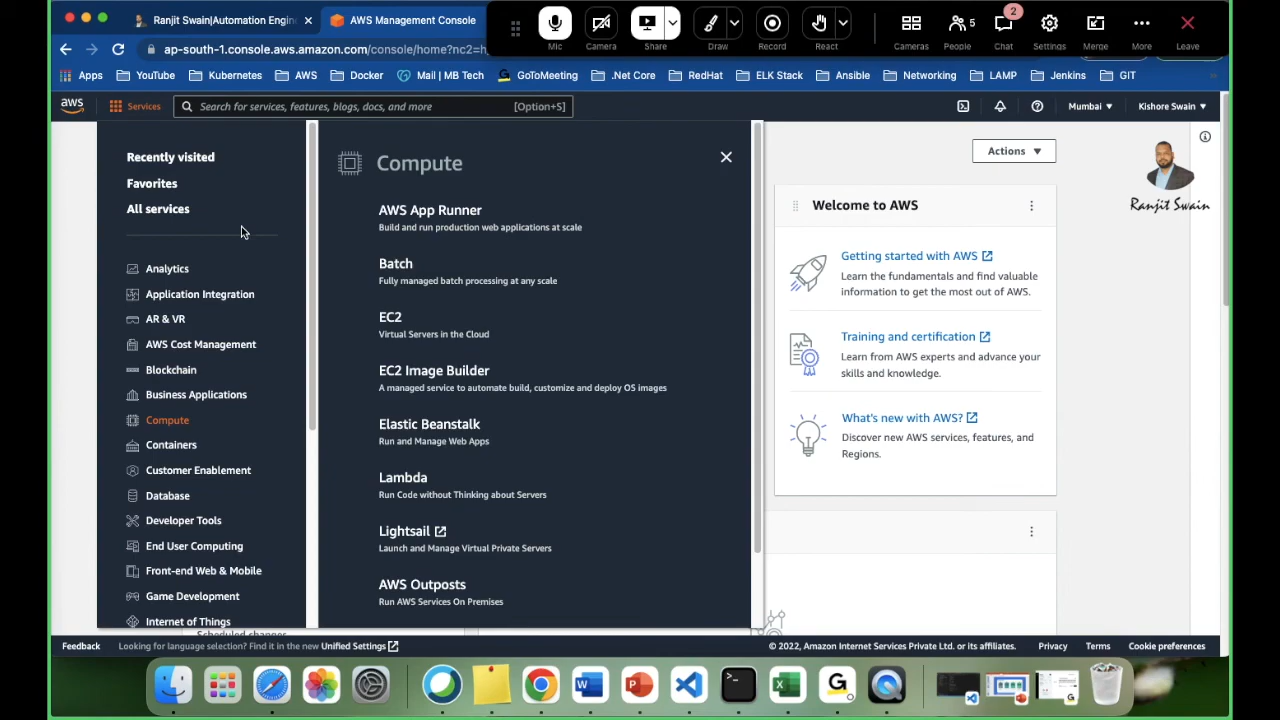 Ranjit Swain|Automation Engin
AWS Management Console
Mic
Camera
Share
Draw
Record
React
Cameras
2
People 5
Chat
Settings
Merge
More
Leave
ap-south-1.console.aws.amazon.com/console/home?nc2=h
Apps
YouTube
Kubernetes
AWS
Docker
Mail | MB Tech
GoToMeeting
.Net Core
RedHat
ELK Stack
Ansible
Networking
LAMP
Jenkins
GIT
aws
Services
Search for services, features, blogs, docs, and more
[Option+S]
Mumbai
Kishore Swain
Recently visited
Favorites
All services
Analytics
Application Integration
AR & VR
AWS Cost Management
Blockchain
Business Applications
Compute
Containers
Customer Enablement
Database
Developer Tools
End User Computing
Front-end Web & Mobile
Game Development
Internet of Things
Compute
AWS App Runner
Build and run production web applications at scale
Batch
Fully managed batch processing at any scale
EC2
Virtual Servers in the Cloud
EC2 Image Builder
A managed service to automate build, customize and deploy OS images
Elastic Beanstalk
Run and Manage Web Apps
Lambda
Run Code without Thinking about Servers
Lightsail
Launch and Manage Virtual Private Servers
AWS Outposts
Run AWS Services On Premises
Actions
Ranjit Swain
Welcome to AWS
Getting started with AWS
Learn the fundamentals and find valuable
information to get the most out of AWS.
Training and certification
Learn from AWS experts and advance your
skills and knowledge.
What's new with AWS?
Discover new AWS services, features, and
Regions.
Scheduled changes
Feedback
Looking for language selection? Find it in the new Unified Settings
© 2022, Amazon Internet Services Private Ltd. or its affiliates.
Privacy
Terms
Cookie preferences